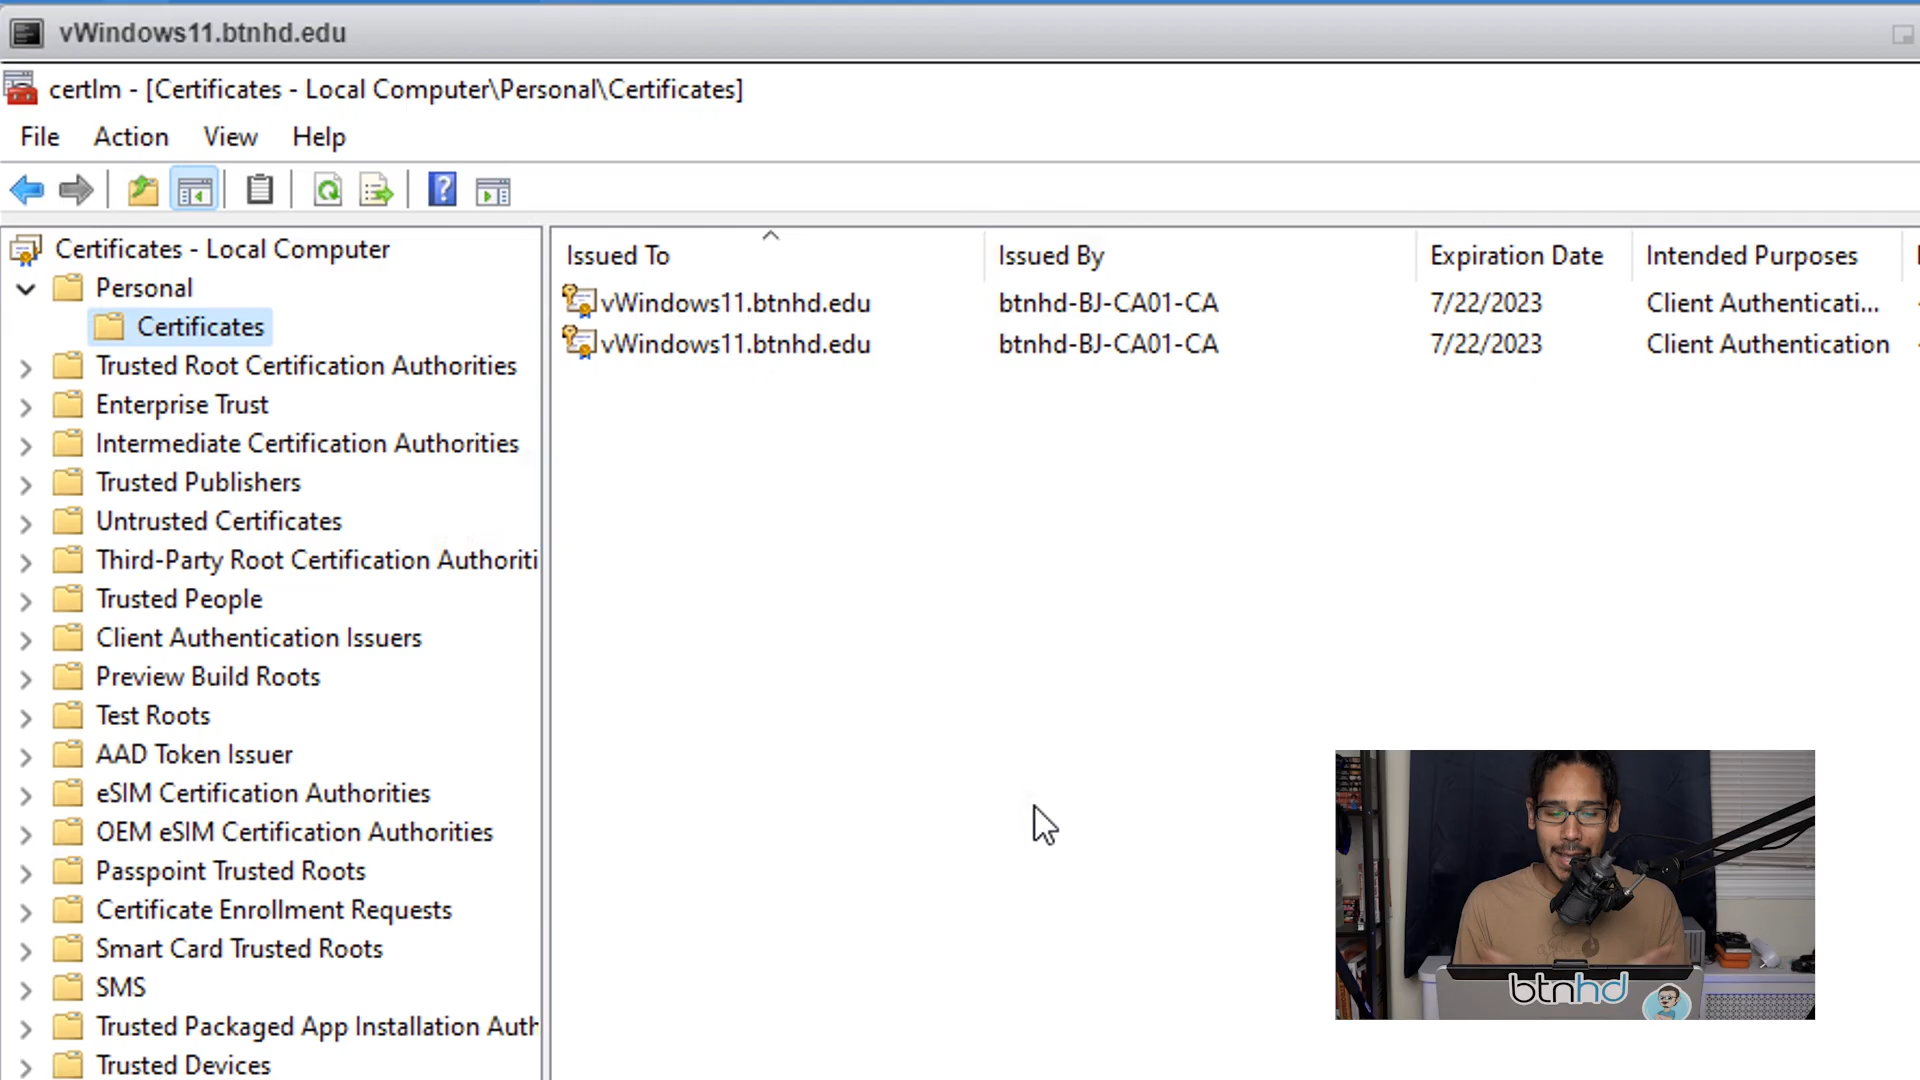 vWindows11.btnhd.edu
certlm - [Certificates - Local Computer\Personal\Certificates]
File Action View Help
Certificates - Local Computer
Personal
Certificates
Trusted Root Certification Authorities
Enterprise Trust
Intermediate Certification Authorities
Trusted Publishers
Untrusted Certificates
Third-Party Root Certification Authoriti
Trusted People
Client Authentication Issuers
Preview Build Roots
Test Roots
AAD Token Issuer
eSIM Certification Authorities
OEM eSIM Certification Authorities
Passpoint Trusted Roots
Certificate Enrollment Requests
Smart Card Trusted Roots
SMS
Trusted Packaged App Installation Auth
Trusted Devices
Issued To Issued By Expiration Date Intended Purposes
vWindows11.btnhd.edu btnhd-BJ-CA01-CA 7/22/2023 Client Authenticati...
vWindows11.btnhd.edu btnhd-BJ-CA01-CA 7/22/2023 Client Authentication
btnhd